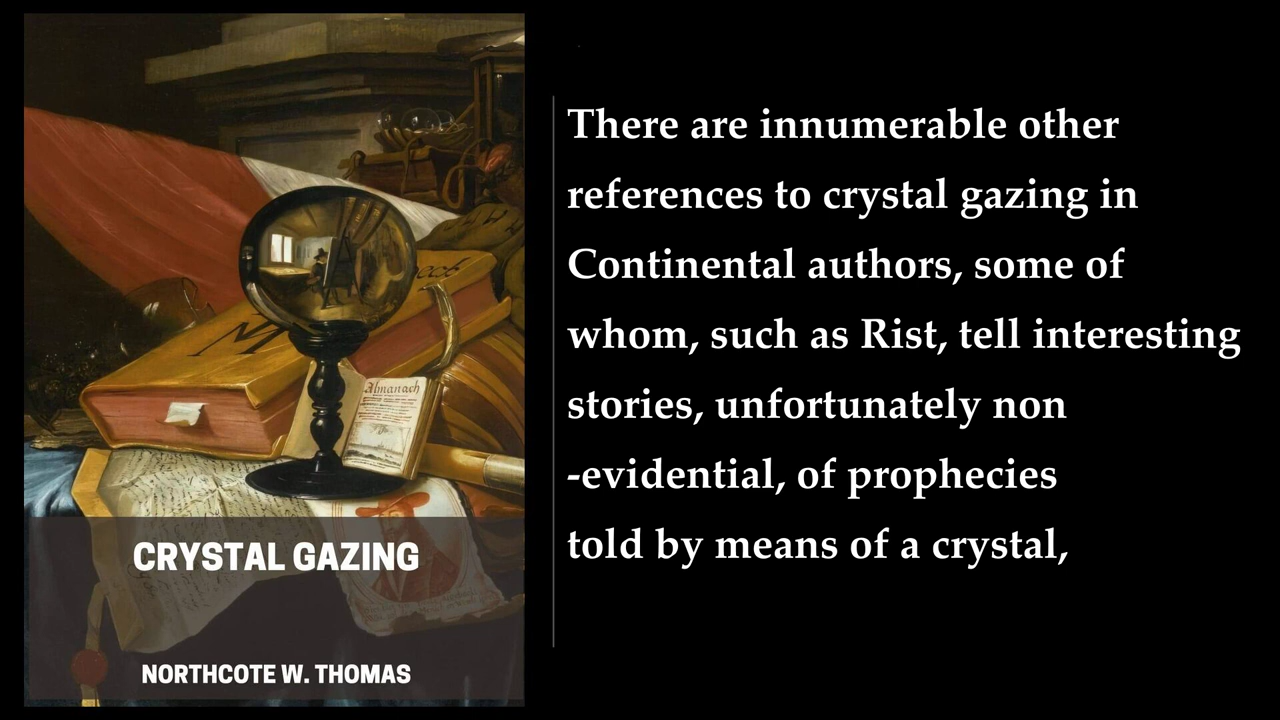 Almanach
CRYSTAL GAZING
NORTHCOTE W. THOMAS
There are innumerable other
references to crystal gazing in
Continental authors, some of
whom, such as Rist, tell interesting
stories, unfortunately non
-evidential, of prophecies
told by means of a crystal,